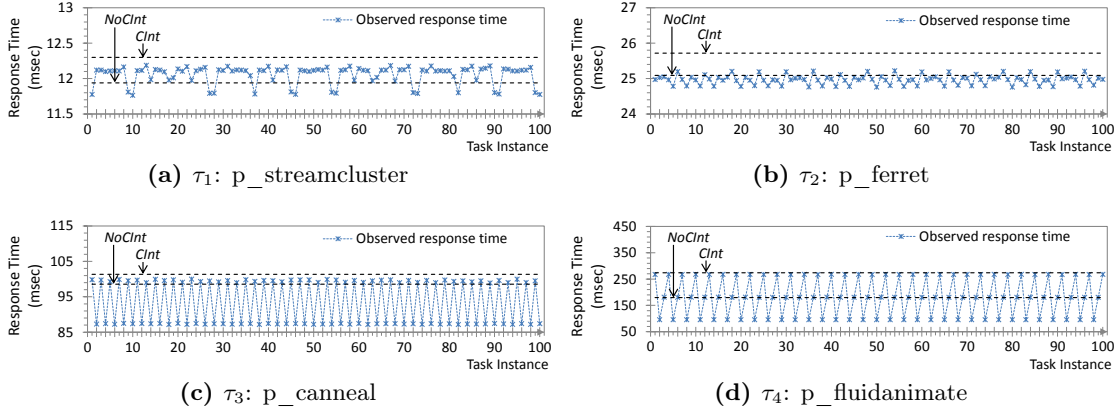 Response Time
(msec)
13
12.5
12
11.5
NoCInt
CInt
Observed response time
0 10 20 30 40 50 60 70 80 90 100
Task Instance
(a) τ1: p_streamcluster
Response Time
(msec)
27
26
25
24
NoCInt
CInt
Observed response time
0 10 20 30 40 50 60 70 80 90 100
Task Instance
(b) τ2: p_ferret
Response Time
(msec)
115
105
95
85
NoCInt
CInt
Observed response time
0 10 20 30 40 50 60 70 80 90 100
Task Instance
(c) τ3: p_canneal
Response Time
(msec)
450
350
250
150
50
NoCInt
CInt
Observed response time
0 10 20 30 40 50 60 70 80 90 100
Task Instance
(d) τ4: p_fluidanimate